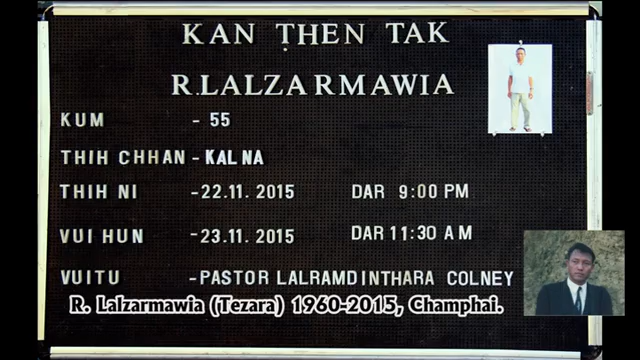 KAN ṬHEN TAK
R.LALZARMAWIA
KUM - 55
THIH CHHAN - KAL NA
THIH NI -22.11.2015 DAR 9:00 PM
VUI HUN -23.11.2015 DAR 11:30 AM
VUITU -PASTOR LALRAMDINTHARA COLNEY
R. Lalzarmawia (Tezara) 1960-2015, Champhai.